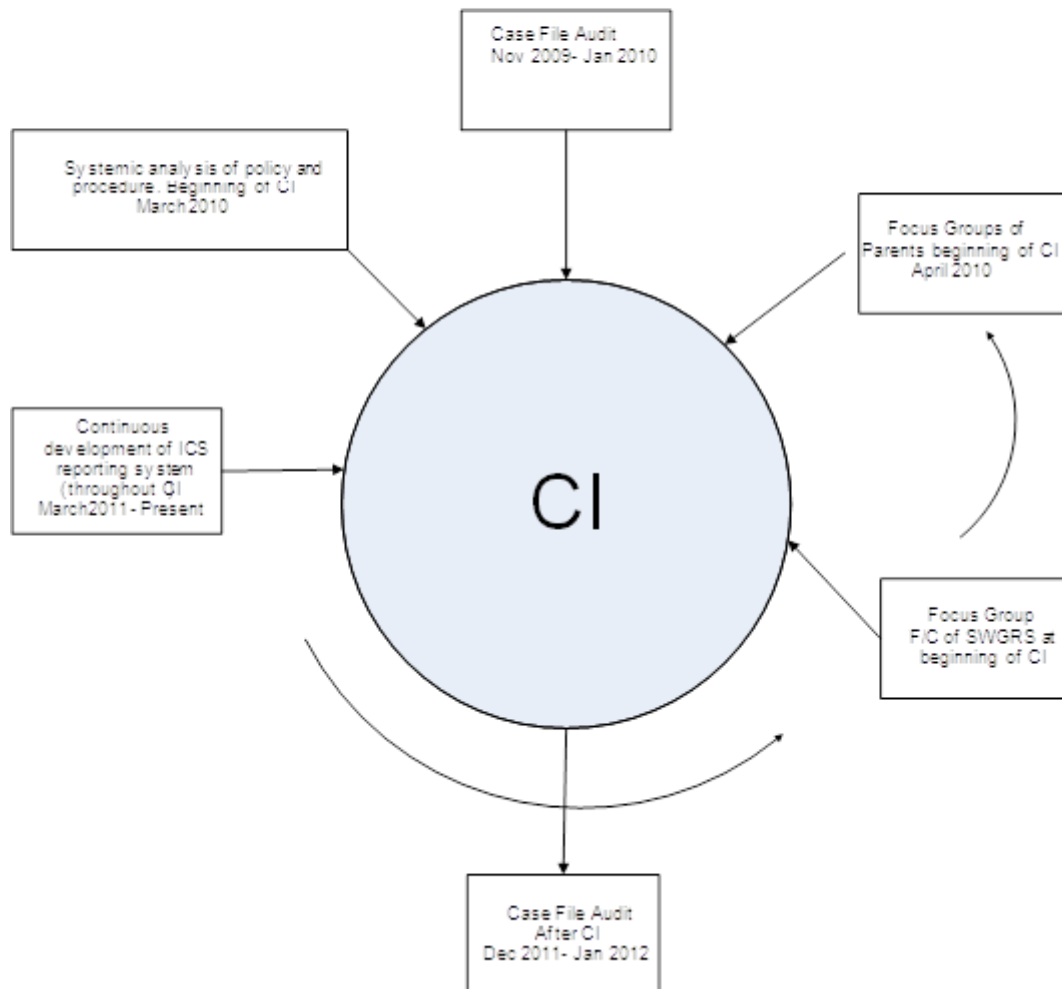 Case File Audit
Nov 2009- Jan 2010
Systemic analysis of policy and
procedure. Beginning of CI
March 2010
Focus Groups of
Parents beginning of CI
April 2010
Continuous
development of ICS
reporting system
(throughout CI
March2011 - Present
CI
Focus Group
F/C of SWGRS at
beginning of CI
Case File Audit
After CI
Dec 2011- Jan 2012